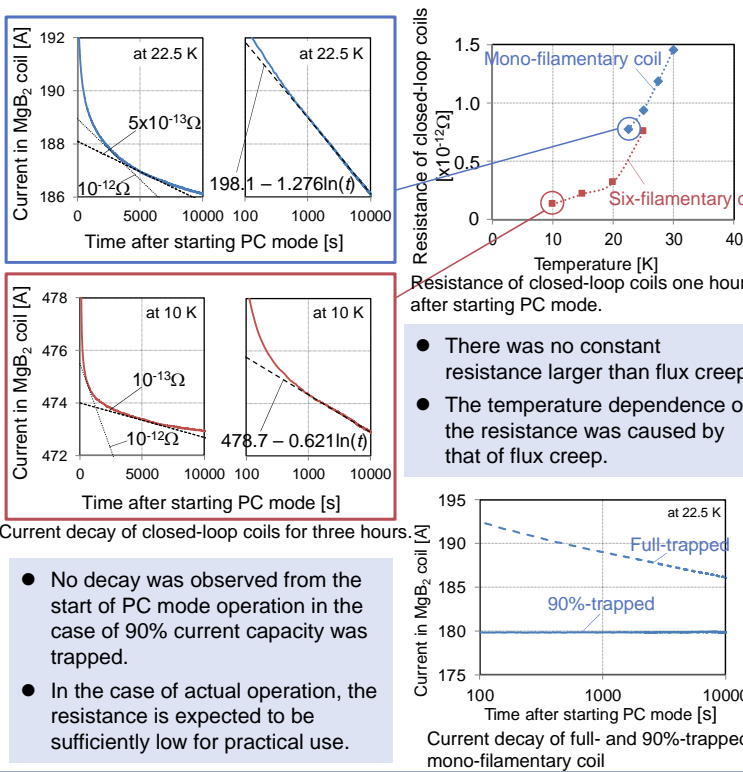 Current in MgB2 coil [A]
192
190
188
186
at 22.5 K
5x10-13Ω
10-12Ω
0
5000
10000
at 22.5 K
198.1 – 1.276ln(t)
100
1000
10000
Time after starting PC mode [s]
Current in MgB2 coil [A]
478
476
474
472
at 10 K
10-13Ω
10-12Ω
0
5000
10000
at 10 K
478.7 – 0.621ln(t)
100
1000
10000
Time after starting PC mode [s]
Current decay of closed-loop coils for three hours.
● No decay was observed from the
start of PC mode operation in the
case of 90% current capacity was
trapped.
● In the case of actual operation, the
resistance is expected to be
sufficiently low for practical use.
Resistance of closed-loop coils
[x10-12Ω]
1.5
1.0
0.5
0
Mono-filamentary coil
Six-filamentary c
0
10
20
30
40
Temperature [K]
Resistance of closed-loop coils one hour
after starting PC mode.
● There was no constant
resistance larger than flux creep
● The temperature dependence o
the resistance was caused by
that of flux creep.
Current in MgB2 coil [A]
195
190
185
180
175
at 22.5 K
Full-trapped
90%-trapped
100
1000
10000
Time after starting PC mode [s]
Current decay of full- and 90%-trapped
mono-filamentary coil